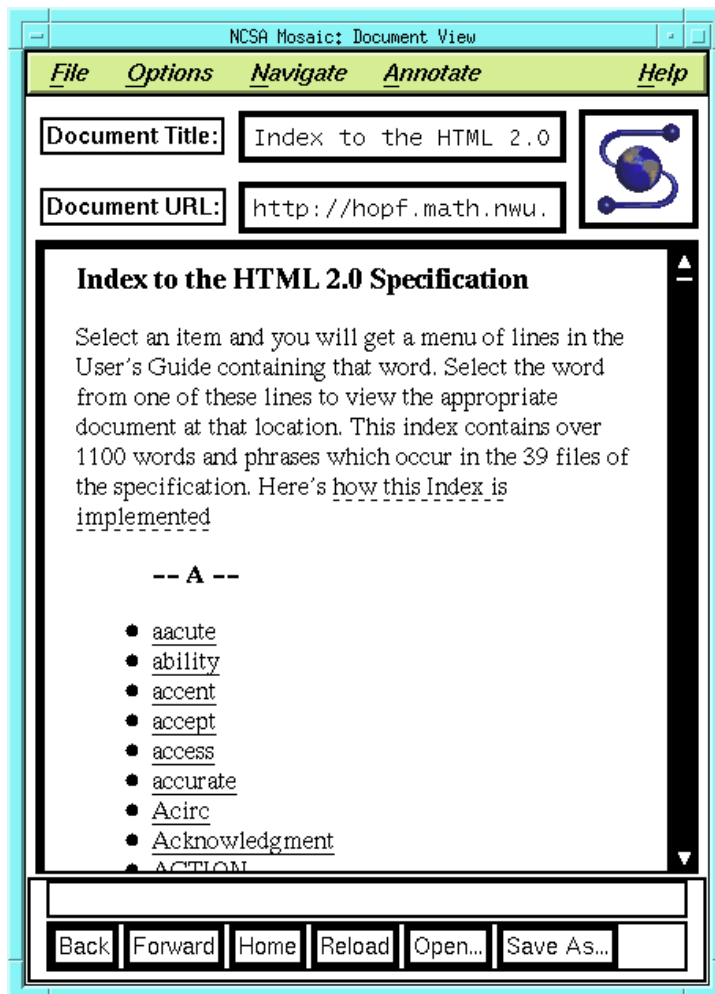 NCSA Mosaic: Document View
File Options Navigate Annotate Help
Document Title: Index to the HTML 2.0
Document URL: http://hopf.math.nwu.
Index to the HTML 2.0 Specification
Select an item and you will get a menu of lines in the
User's Guide containing that word. Select the word
from one of these lines to view the appropriate
document at that location. This index contains over
1100 words and phrases which occur in the 39 files of
the specification. Here's how this Index is
implemented
-- A --
aacute
ability
accent
accept
access
accurate
Acirc
Acknowledgment
ACTION
Back Forward Home Reload Open... Save As...